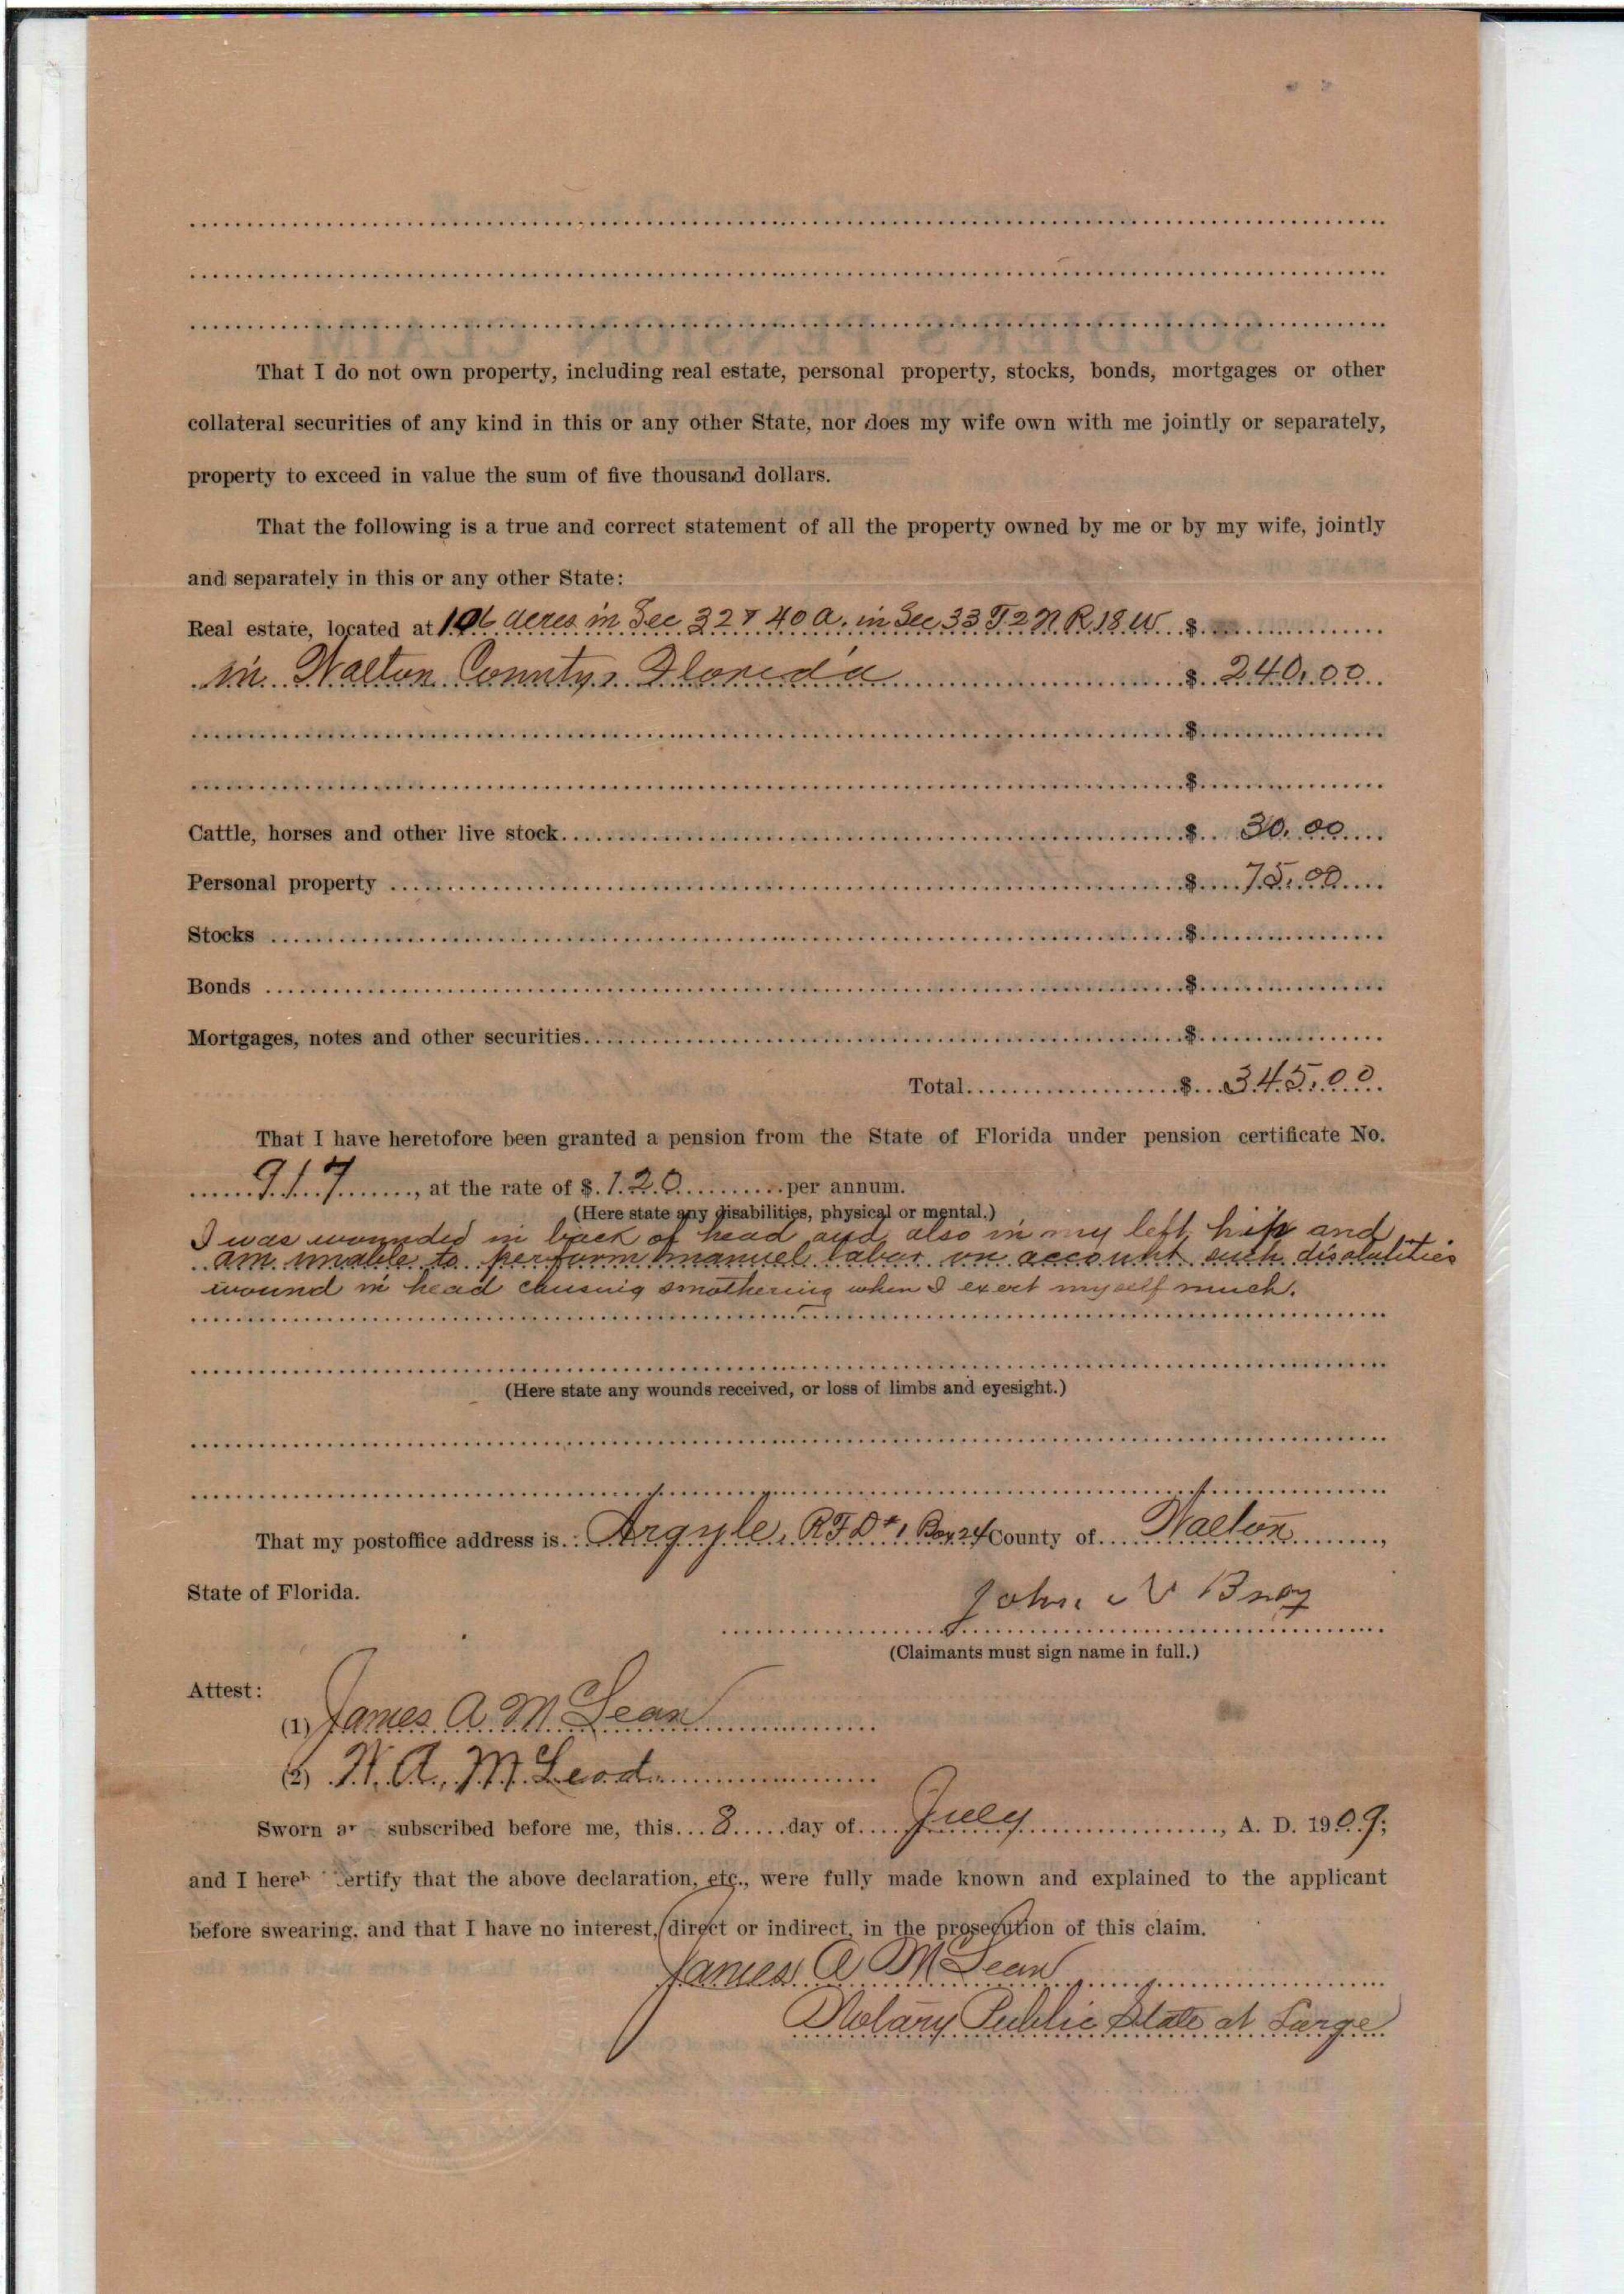 That I do not own property, including real estate, personal property, stocks, bonds, mortgages or other
collateral securities of any kind in this or any other State, nor does my wife own with me jointly or separately,
property to exceed in value the sum of five thousand dollars.
That the following is a true and correct statement of all the property owned by me or by my wife, jointly
and separately in this or any other State:
Real estate, located at 106 acres in Sec 32 & 40 a. in Sec 33 T2 N R 18 W $
in Walton County, Florida $ 240.00
$
$
Cattle, horses and other live stock $ 30.00
Personal property $ 75.00
Stocks $
Bonds $
Mortgages, notes and other securities $
Total $ 345.00
That I have heretofore been granted a pension from the State of Florida under pension certificate No.
917, at the rate of $ 120 per annum.
(Here state any disabilities, physical or mental.)
I was wounded in back of head and also in my left hip and
am unable to perform manuel labor on account such disabilities
wound in head causing smothering when I exert myself much.
(Here state any wounds received, or loss of limbs and eyesight.)
That my postoffice address is Argyle, RFD #1 Box 24 County of Walton,
State of Florida.
John N
(Claimants must sign name in full.)
Attest:
(1) James A McLean
(2) McLeod
Sworn subscribed before me, this 8 day of July, A. D. 1909;
and I certify that the above declaration, etc., were fully made known and explained to the applicant
before swearing, and that I have no interest, direct or indirect, in the prosecution of this claim.
James A McLean
Notary Public State at Large